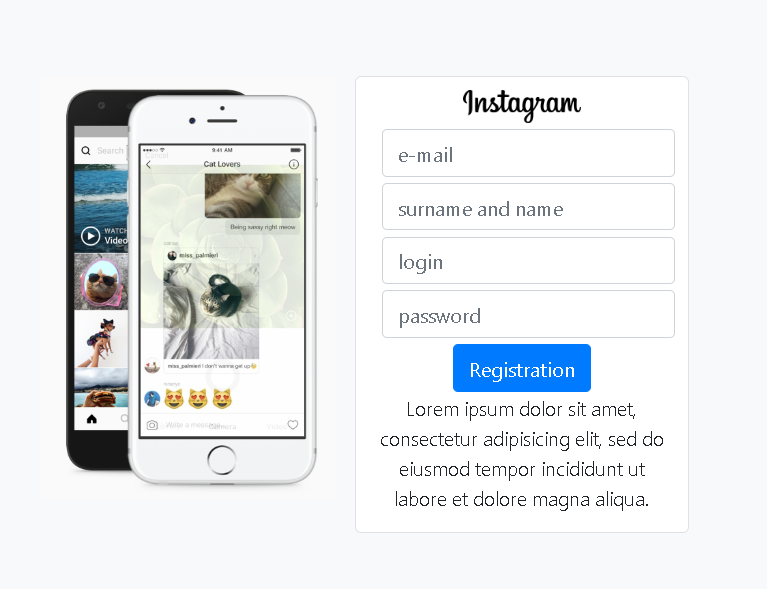 Search
WATCH
Video
9:41 AM
Cancel
Cat Lovers
Being sassy right meow
miss_palmieri
miss_palmieri I don't wanna get up
Write a message
Camera
Instagram
e-mail
surname and name
login
password
Registration
Lorem ipsum dolor sit amet,
consectetur adipisicing elit, sed do
eiusmod tempor incididunt ut
labore et dolore magna aliqua.